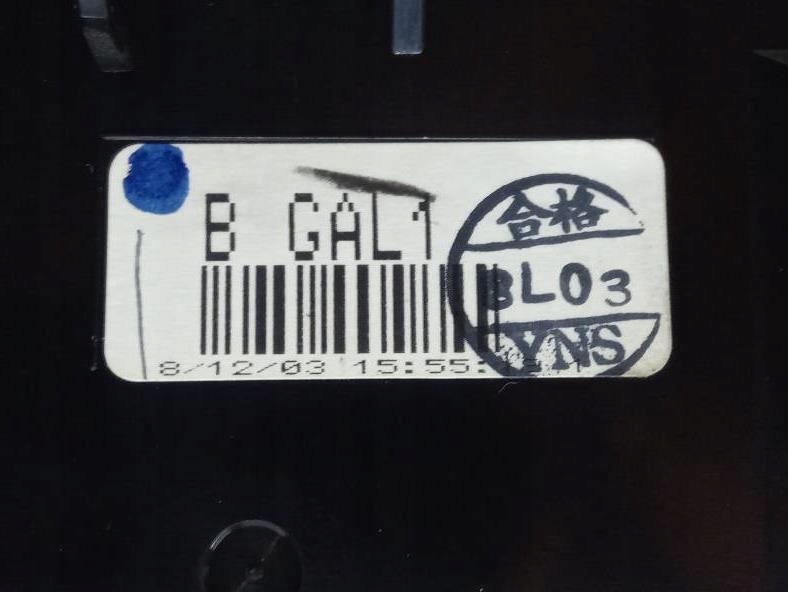 B GAL1
合格
BL03
YNS
8/12/03 15:55: